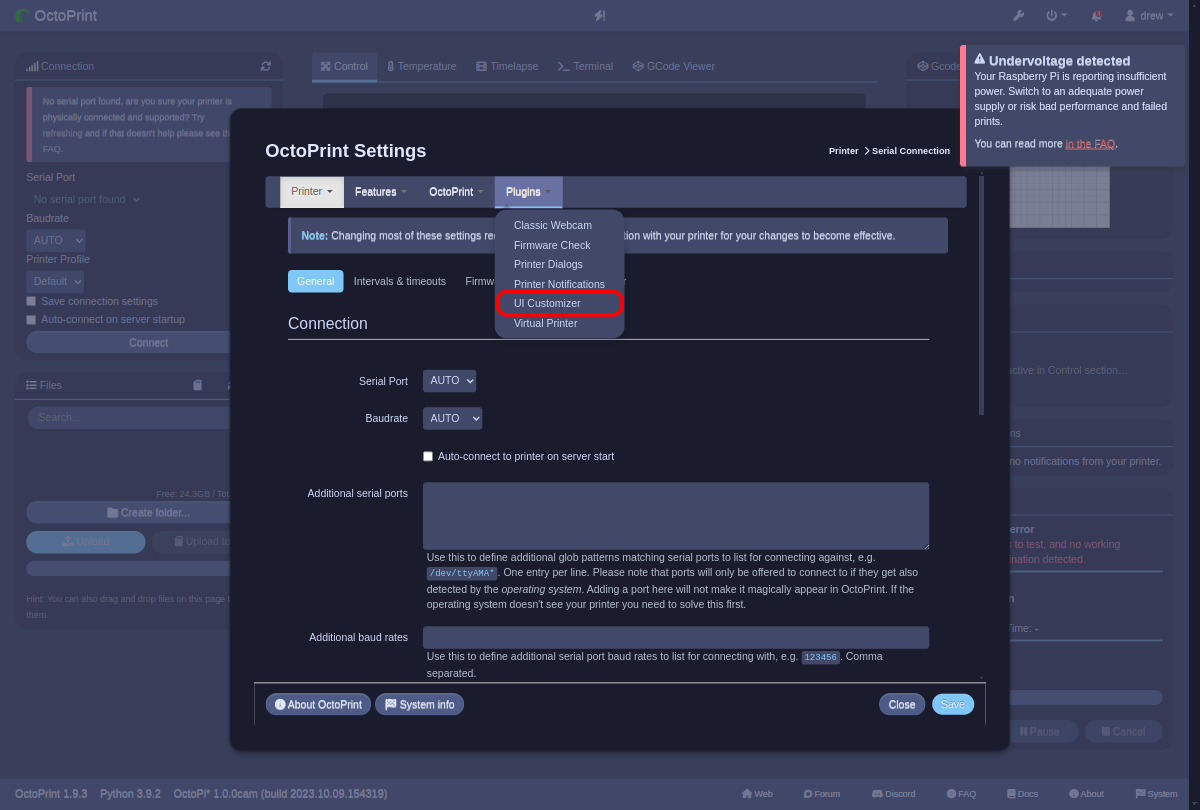 OctoPrint
drew
Connection
No serial port found, are you sure your printer is
physically connected and supported? Try
refreshing and if that doesn't help please see th
FAQ.
Serial Port
No serial port found
Baudrate
AUTO
Printer Profile
Default
Save connection settings
Auto-connect on server startup
Connect
Files
Search...
Free: 24.3GB / Tot
Create folder...
Upload
Upload to
Hint: You can also drag and drop files on this page t
them.
Control
Temperature
Timelapse
Terminal
GCode Viewer
Gcode
Undervoltage detected
Your Raspberry Pi is reporting insufficient
power. Switch to an adequate power
supply or risk bad performance and failed
prints.
You can read more in the FAQ.
OctoPrint Settings
Printer > Serial Connection
Printer
Features
OctoPrint
Plugins
Classic Webcam
Firmware Check
Printer Dialogs
Printer Notifications
UI Customizer
Virtual Printer
Note: Changing most of these settings rec
tion with your printer for your changes to become effective.
General
Intervals & timeouts
Firmw
Connection
Serial Port
AUTO
Baudrate
AUTO
Auto-connect to printer on server start
Additional serial ports
Use this to define additional glob patterns matching serial ports to list for connecting against, e.g.
/dev/ttyAMA*. One entry per line. Please note that ports will only be offered to connect to if they get also
detected by the operating system. Adding a port here will not make it magically appear in OctoPrint. If the
operating system doesn't see your printer you need to solve this first.
Additional baud rates
Use this to define additional serial port baud rates to list for connecting with, e.g. 123456. Comma
separated.
About OctoPrint
System info
Close
Save
active in Control section…
ns
no notifications from your printer.
error
s to test, and no working
ination detected.
n
Time: -
Pause
Cancel
OctoPrint 1.9.3
Python 3.9.2
OctoPi* 1.0.0cam (build 2023.10.09.154319)
Web
Forum
Discord
FAQ
Docs
About
System